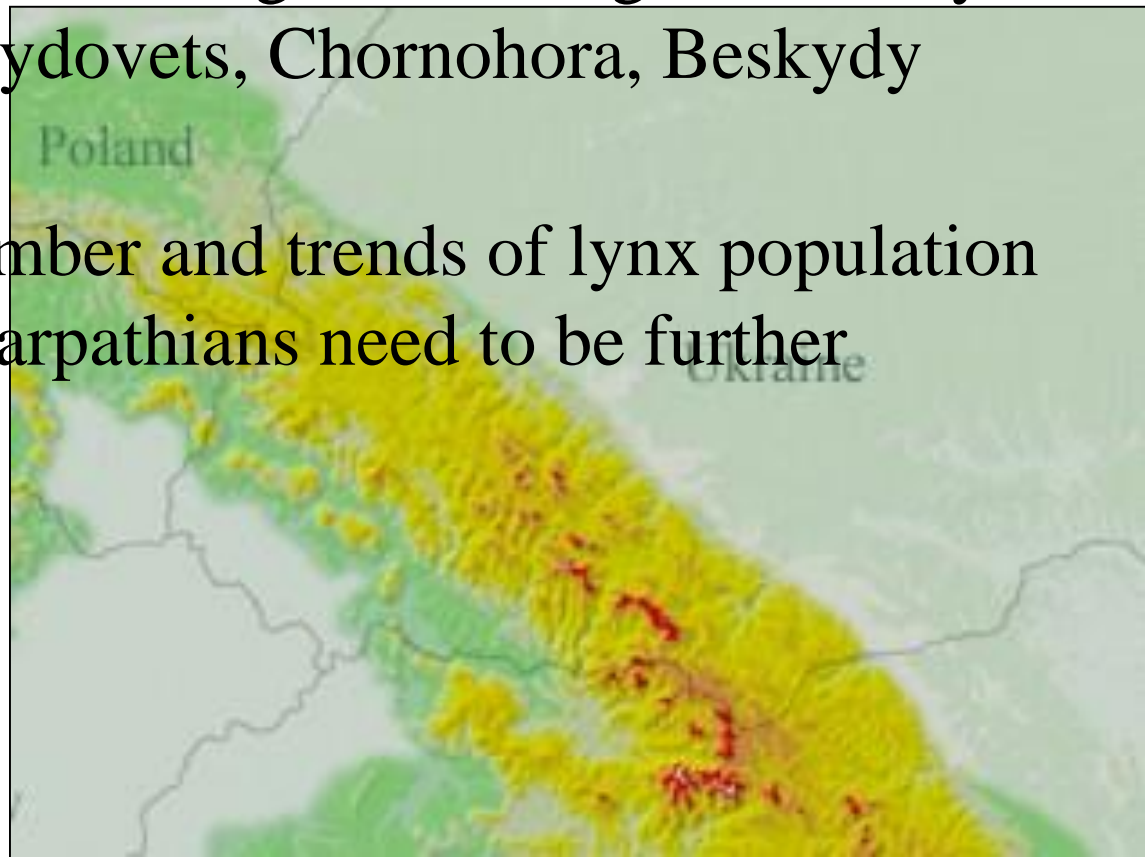 ydovets, Chornohora, Beskydy
Poland
mber and trends of lynx population
arpathians need to be further
Ukraine